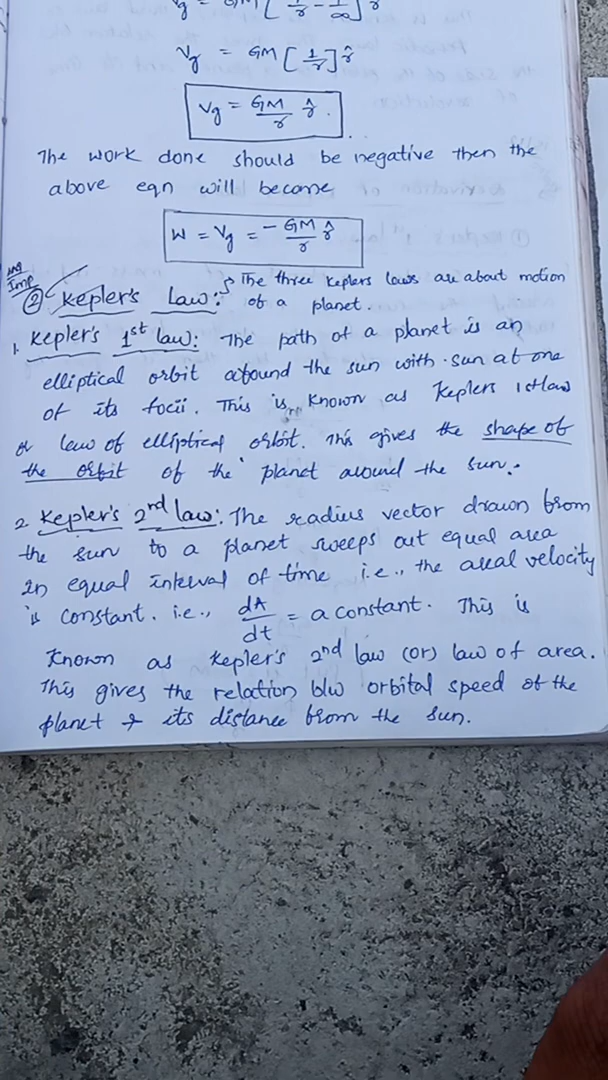 Vg = GM [ 1/r - 1/∞ ] r̂
Vg = GM [ 1/r ] r̂
Vg = GM/r r̂.
The work done should be negative then the
above eqn will become
W = Vg = - GM/r r̂
Imp
② Kepler's Law: The three keplers laws are about motion
of a planet.
1. Kepler's 1st law: The path of a planet is an
elliptical orbit around the sun with sun at one
of its focii. This is known as Keplers 1st law
or law of elliptical orbit. This gives the shape of
the orbit of the planet around the sun.
2 Kepler's 2nd law: The radius vector drawn from
the sun to a planet sweeps out equal area
in equal interval of time i.e., the areal velocity
is constant. i.e., dA/dt = a constant. This is
known as Kepler's 2nd law (or) law of area.
This gives the relation b/w orbital speed of the
planet & its distance from the sun.